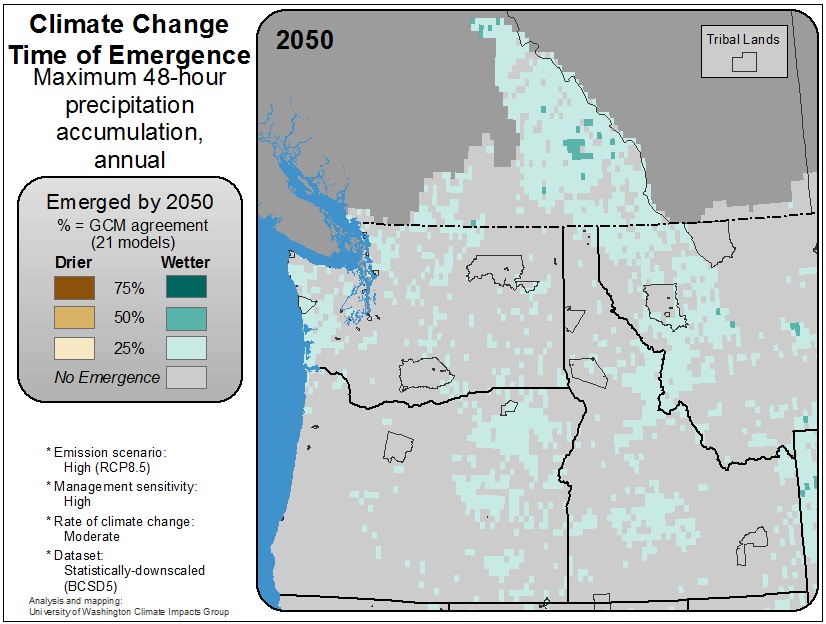 Climate Change
Time of Emergence
Maximum 48-hour
precipitation
accumulation,
annual
Emerged by 2050
% = GCM agreement
(21 models)
Drier Wetter
75%
50%
25%
No Emergence
* Emission scenario:
High (RCP8.5)
* Management sensitivity:
High
* Rate of climate change:
Moderate
* Dataset:
Statistically-downscaled
(BCSD5)
Analysis and mapping:
University of Washington Climate Impacts Group
2050
Tribal Lands